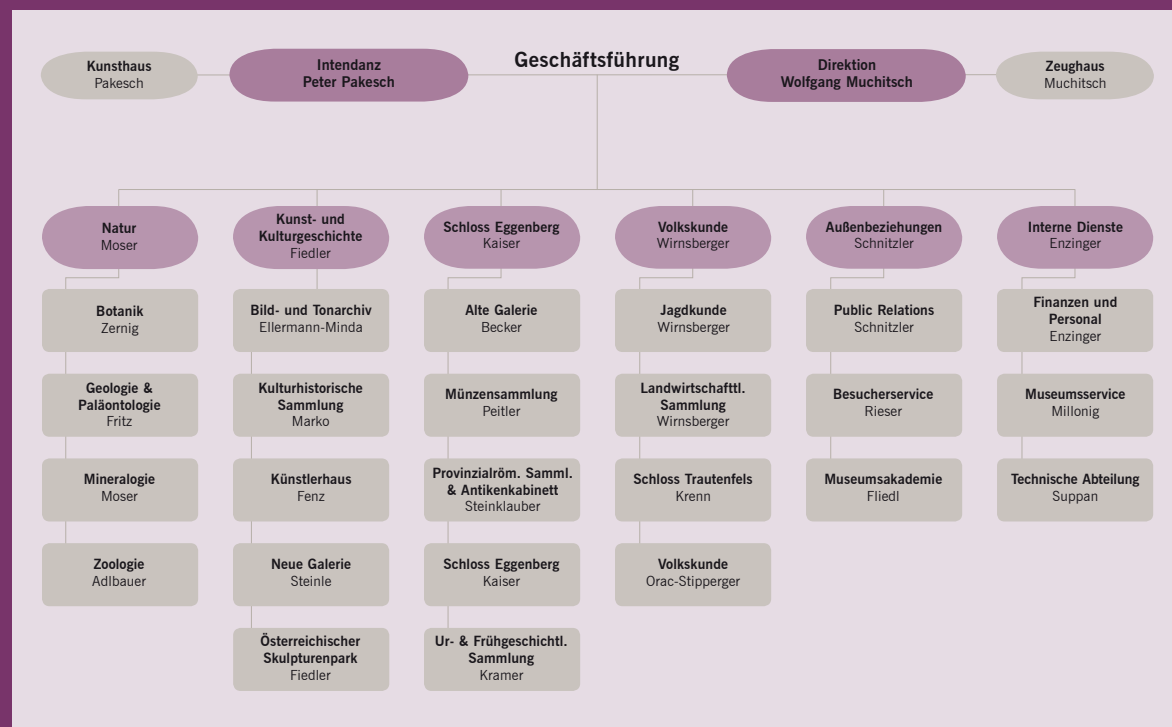 Geschäftsführung
Kunsthaus
Pakesch
Intendanz
Peter Pakesch
Direktion
Wolfgang Muchitsch
Zeughaus
Muchitsch
Natur
Moser
Kunst- und
Kulturgeschichte
Fiedler
Schloss Eggenberg
Kaiser
Volkskunde
Wirnsberger
Außenbeziehungen
Schnitzler
Interne Dienste
Enzinger
Botanik
Zernig
Bild- und Tonarchiv
Ellermann-Minda
Alte Galerie
Becker
Jagdkunde
Wirnsberger
Public Relations
Schnitzler
Finanzen und
Personal
Enzinger
Geologie &
Paläontologie
Fritz
Kulturhistorische
Sammlung
Marko
Münzensammlung
Peitler
Landwirtschafttl.
Sammlung
Wirnsberger
Besucherservice
Rieser
Museumsservice
Millonig
Mineralogie
Moser
Künstlerhaus
Fenz
Provinzialröm. Samml.
& Antikenkabinett
Steinklauber
Schloss Trautenfels
Krenn
Museumsakademie
Fliedl
Technische Abteilung
Suppan
Zoologie
Adlbauer
Neue Galerie
Steinle
Schloss Eggenberg
Kaiser
Volkskunde
Orac-Stipperger
Österreichischer
Skulpturenpark
Fiedler
Ur- & Frühgeschichtl.
Sammlung
Kramer